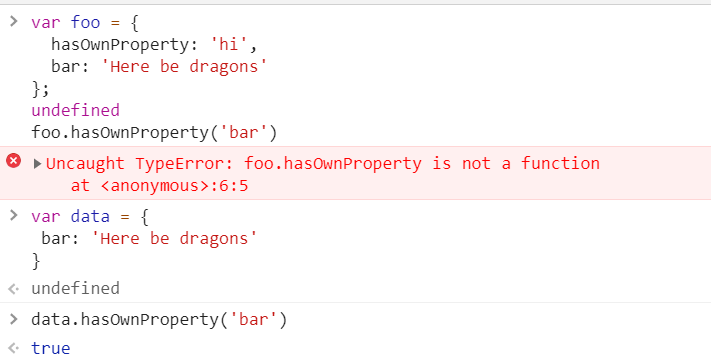 var foo = {
  hasOwnProperty: 'hi',
  bar: 'Here be dragons'
};
undefined
foo.hasOwnProperty('bar')
Uncaught TypeError: foo.hasOwnProperty is not a function
    at <anonymous>:6:5
var data = {
 bar: 'Here be dragons'
}
undefined
data.hasOwnProperty('bar')
true